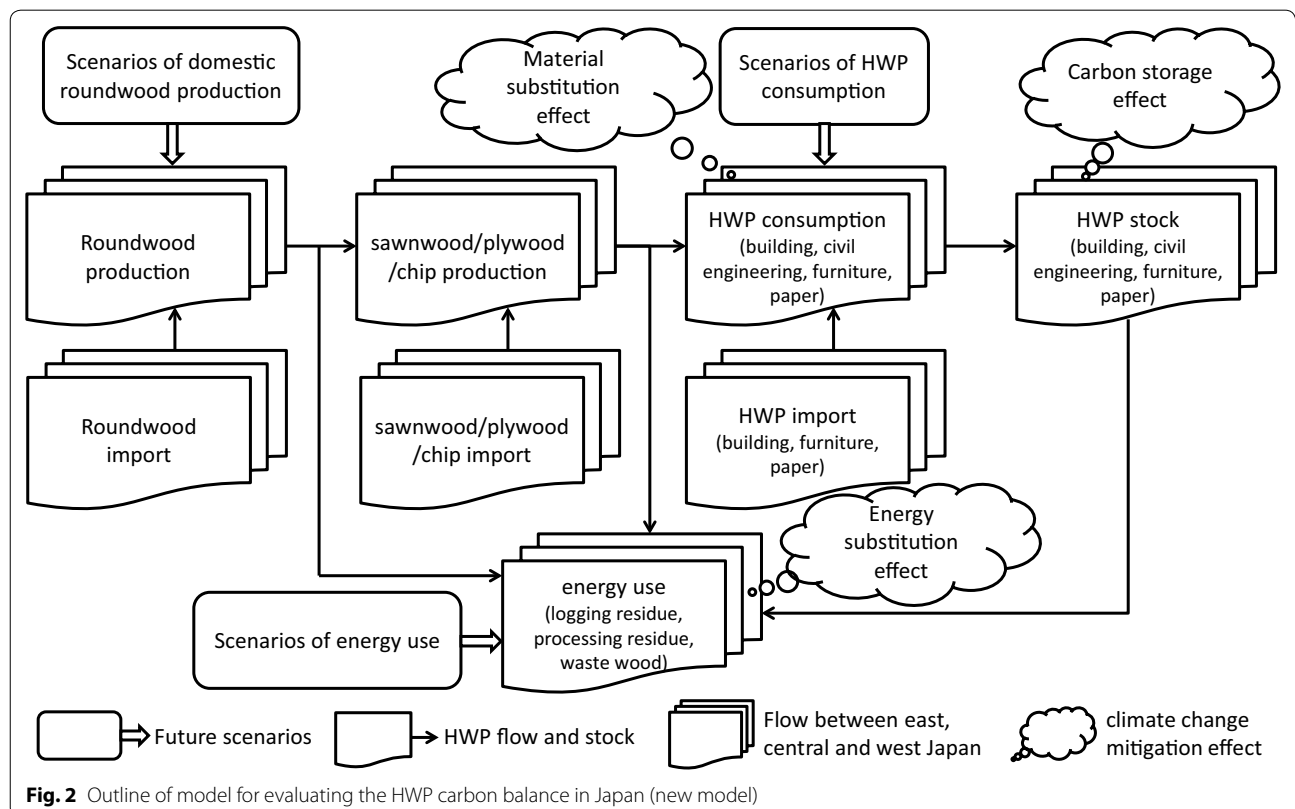 Scenarios of domestic
roundwood production
Material
substitution
effect
Scenarios of HWP
consumption
Carbon storage
effect
Roundwood
production
sawnwood/plywood
/chip production
HWP consumption
(building, civil
engineering, furniture,
paper)
HWP stock
(building, civil
engineering, furniture,
paper)
Roundwood
import
sawnwood/plywood
/chip import
HWP import
(building, furniture,
paper)
Energy
substitution
effect
energy use
(logging residue,
processing residue,
waste wood)
Scenarios of energy use
Future scenarios
HWP flow and stock
Flow between east,
central and west Japan
climate change
mitigation effect
Fig. 2 Outline of model for evaluating the HWP carbon balance in Japan (new model)